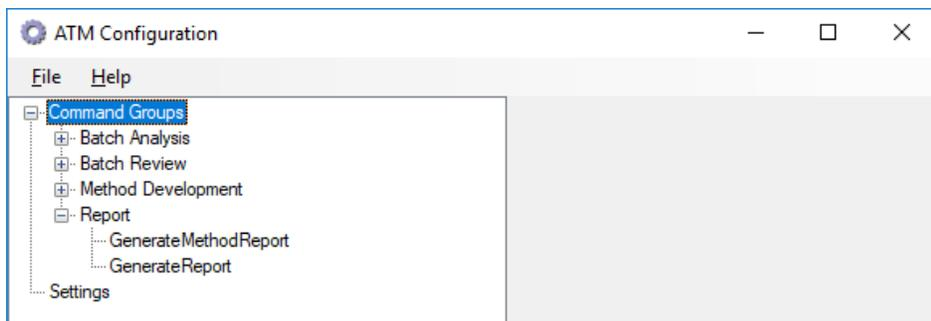 ATM Configuration
File Help
Command Groups
Batch Analysis
Batch Review
Method Development
Report
GenerateMethodReport
GenerateReport
Settings